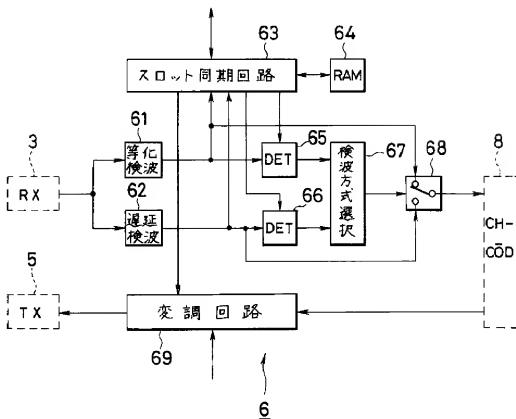 63
64
スロット同期回路
RAM
61
等化
検波
65
DET
67
検波方式選択
68
3
RX
8
CH-
CŌD
62
遅延
検波
66
DET
5
TX
変調回路
69
6